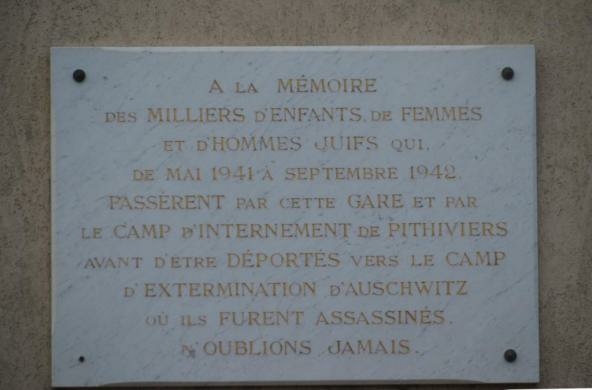 A LA MÉMOIRE
DES MILLIERS D'ENFANTS, DE FEMMES
ET D'HOMMES JUIFS QUI,
DE MAI 1941 À SEPTEMBRE 1942,
PASSÈRENT PAR CETTE GARE ET PAR
LE CAMP D'INTERNEMENT DE PITHIVIERS
AVANT D'ÊTRE DÉPORTÉS VERS LE CAMP
D'EXTERMINATION D'AUSCHWITZ
OÙ ILS FURENT ASSASSINÉS.
N'OUBLIONS JAMAIS.